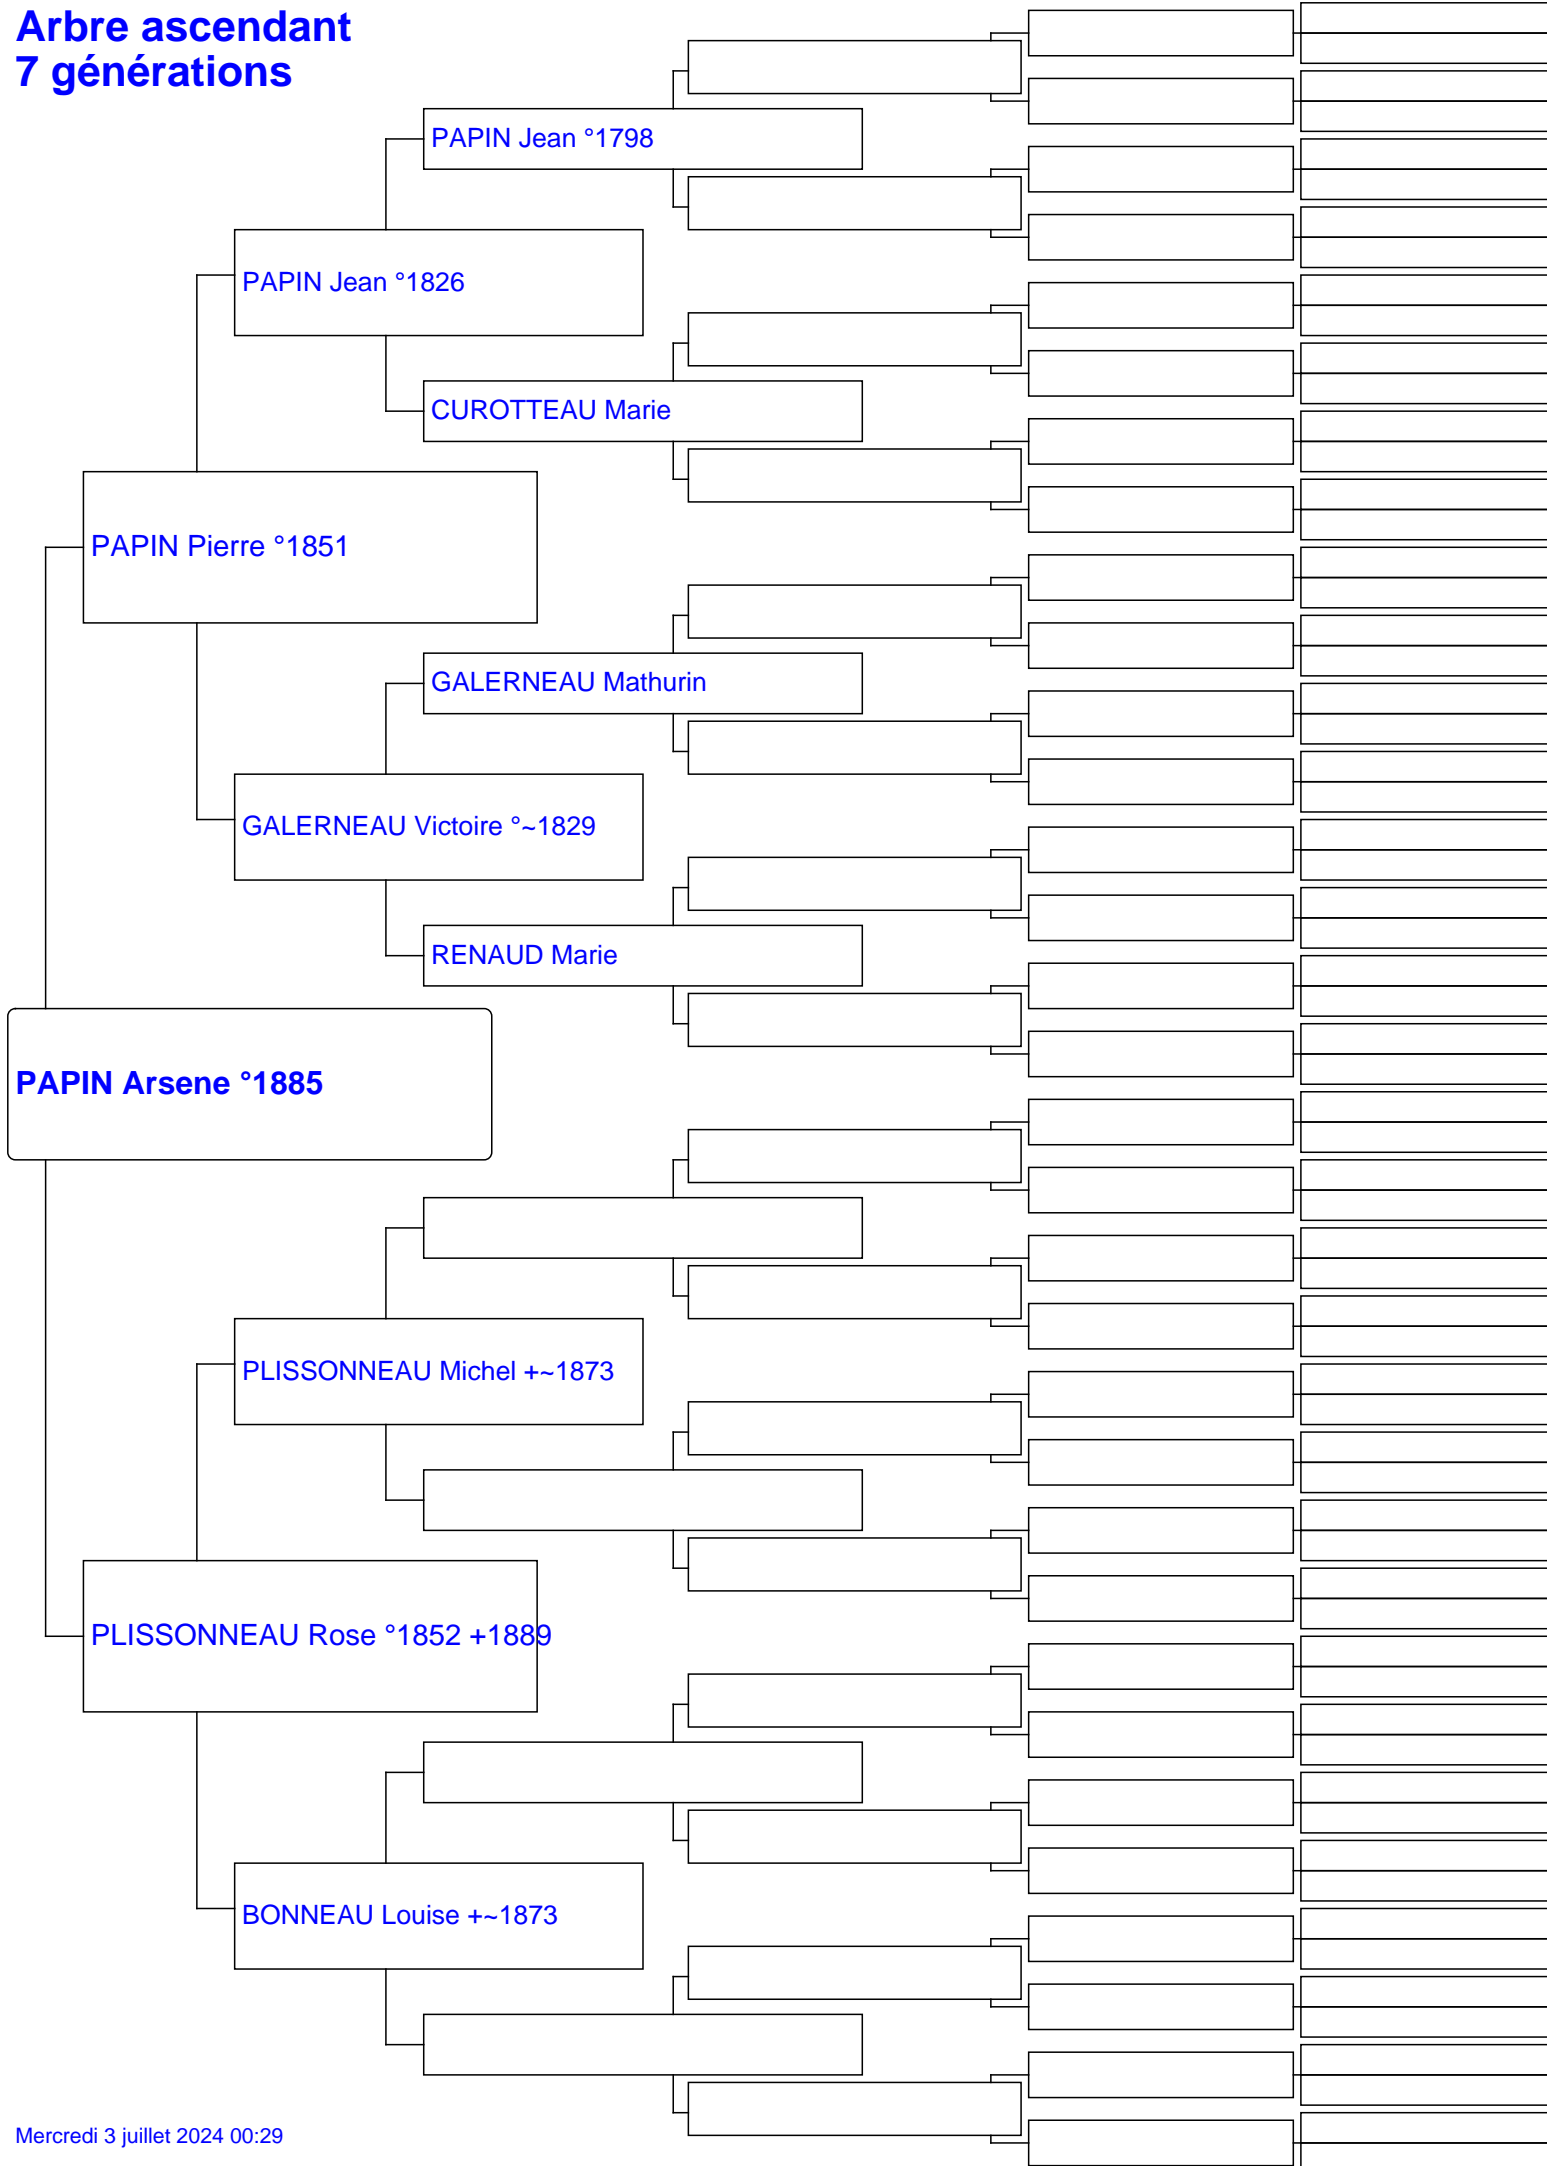 Arbre ascendant
7 générations
PAPIN Jean °1798
PAPIN Jean °1826
CUROTTEAU Marie
PAPIN Pierre °1851
GALERNEAU Mathurin
GALERNEAU Victoire °~1829
RENAUD Marie
PAPIN Arsene °1885
PLISSONNEAU Michel +~1873
PLISSONNEAU Rose °1852 +1889
BONNEAU Louise +~1873
Mercredi 3 juillet 2024 00:29